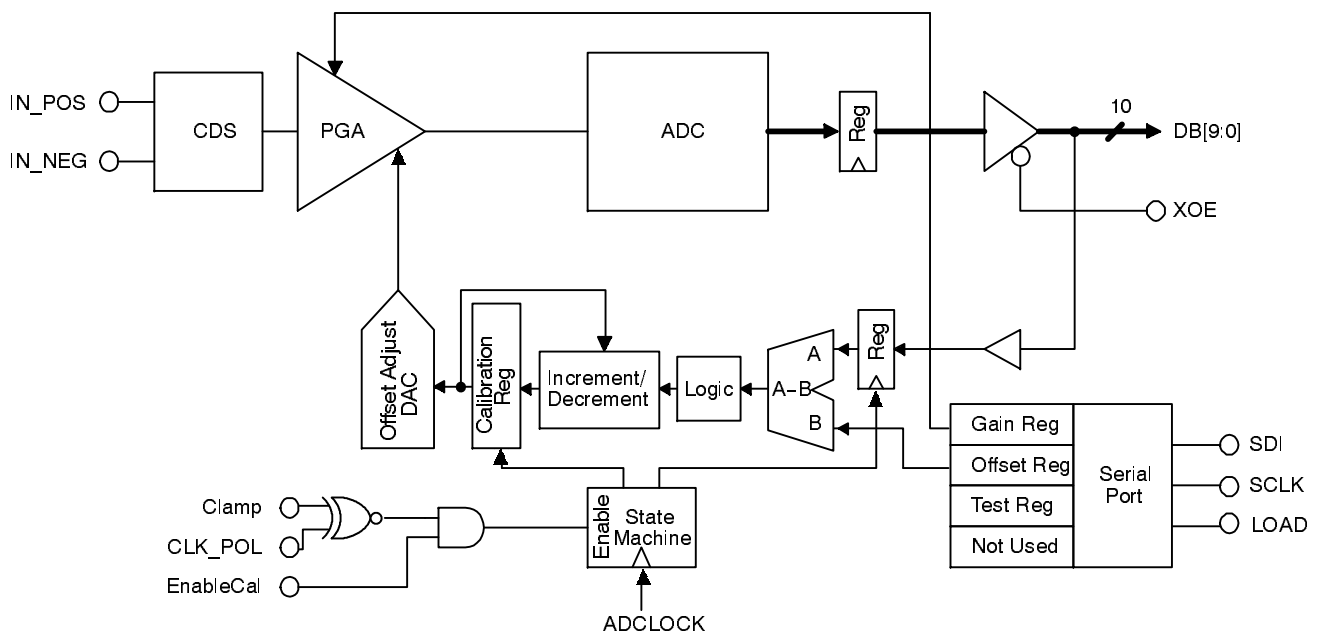 IN_POS
IN_NEG
CDS
PGA
ADC
Reg
10
DB[9:0]
XOE
Offset Adjust
DAC
Calibration
Reg
Increment/
Decrement
Logic
A
A-B
B
Reg
Gain Reg
Offset Reg
Test Reg
Not Used
Serial
Port
SDI
SCLK
LOAD
Clamp
CLK_POL
EnableCal
Enable
State
Machine
ADCLOCK